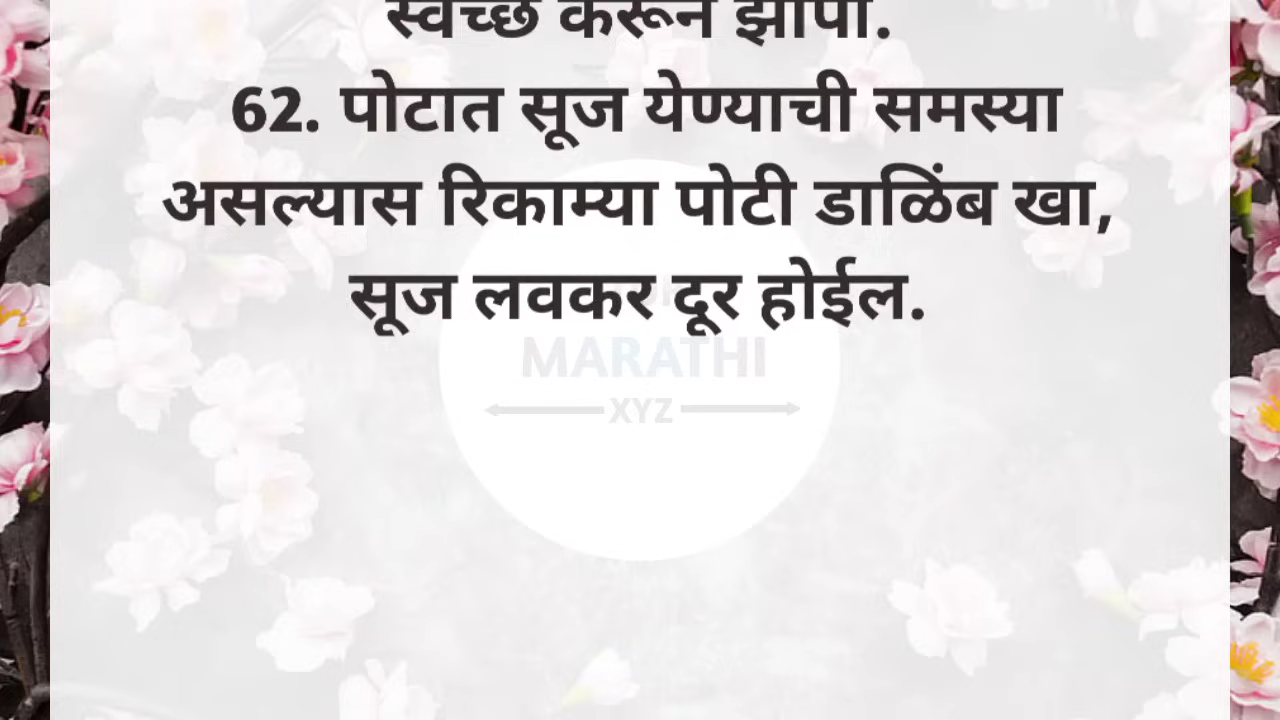 स्वच्छ करून झोपा.
62. पोटात सूज येण्याची समस्या
असल्यास रिकाम्या पोटी डाळिंब खा,
सूज लवकर दूर होईल.
MARATHI
XYZ